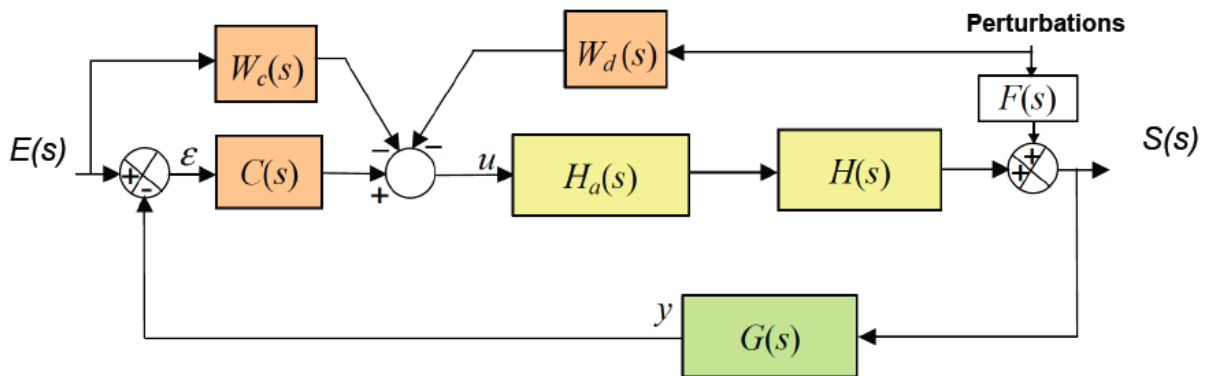 Perturbations
W_c(s)
W_d(s)
F(s)
E(s)
ε
C(s)
u
H_a(s)
H(s)
S(s)
+
-
−
−
+
+
+
y
G(s)